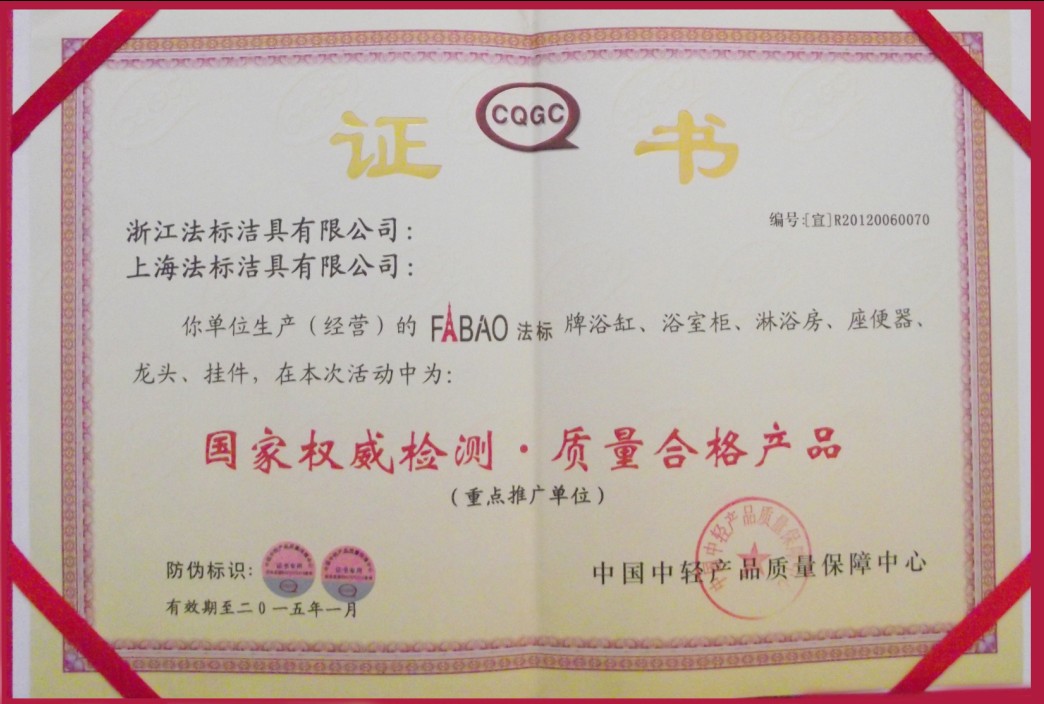 证 CQGC 书
编号:[宣]R20120060070
浙江法标洁具有限公司：
上海法标洁具有限公司：
你单位生产（经营）的 FABAO 法标 牌浴缸、浴室柜、淋浴房、座便器、
龙头、挂件，在本次活动中为：
国家权威检测·质量合格产品
（重点推广单位）
防伪标识：
中国中轻产品质量保障中心
有效期至二0一五年一月